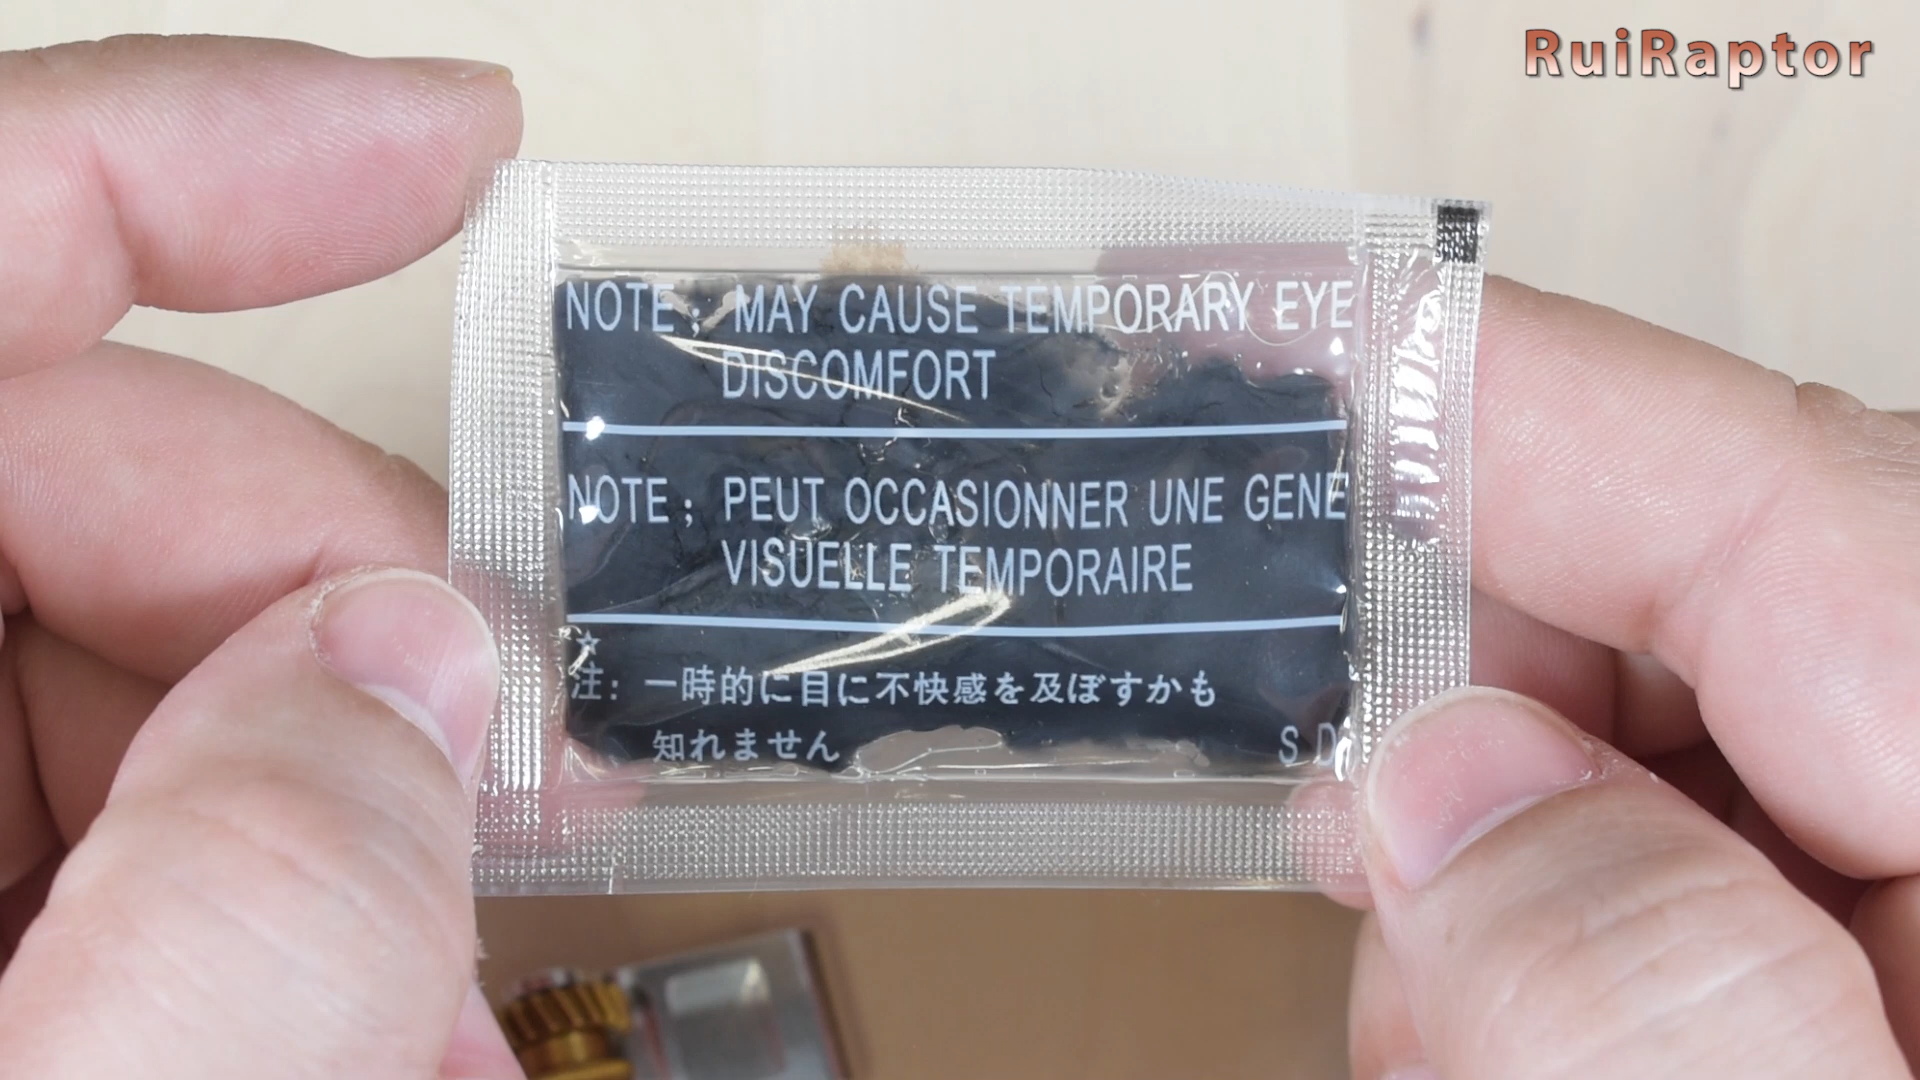 RuiRaptor
NOTE ; MAY CAUSE TEMPORARY EYE
DISCOMFORT
NOTE ; PEUT OCCASIONNER UNE GENE
VISUELLE TEMPORAIRE
☆
注: 一時的に目に不快感を及ぼすかも
知れません
S D